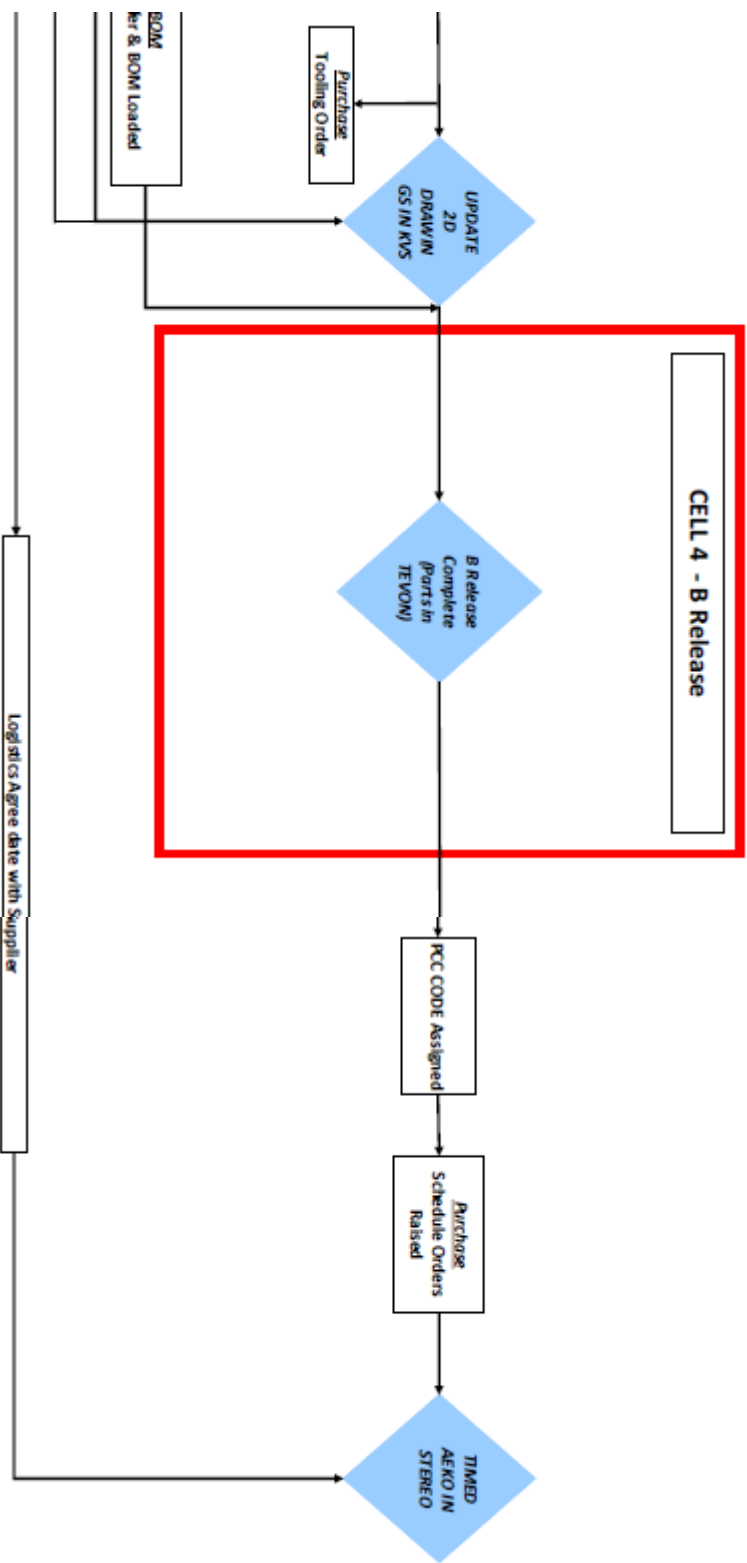 CELL 4 - B Release
Purchase
Tooling Order
UPDATE
2D
DRAWIN
GS IN KVS
BOM
er & BOM Loaded
B Release
Complete
(Parts in
TEVON)
PCC CODE Assigned
Purchase
Schedule Orders
Raised
TIMED
AEKO IN
STEREO
Logistics Agree date with Supplier